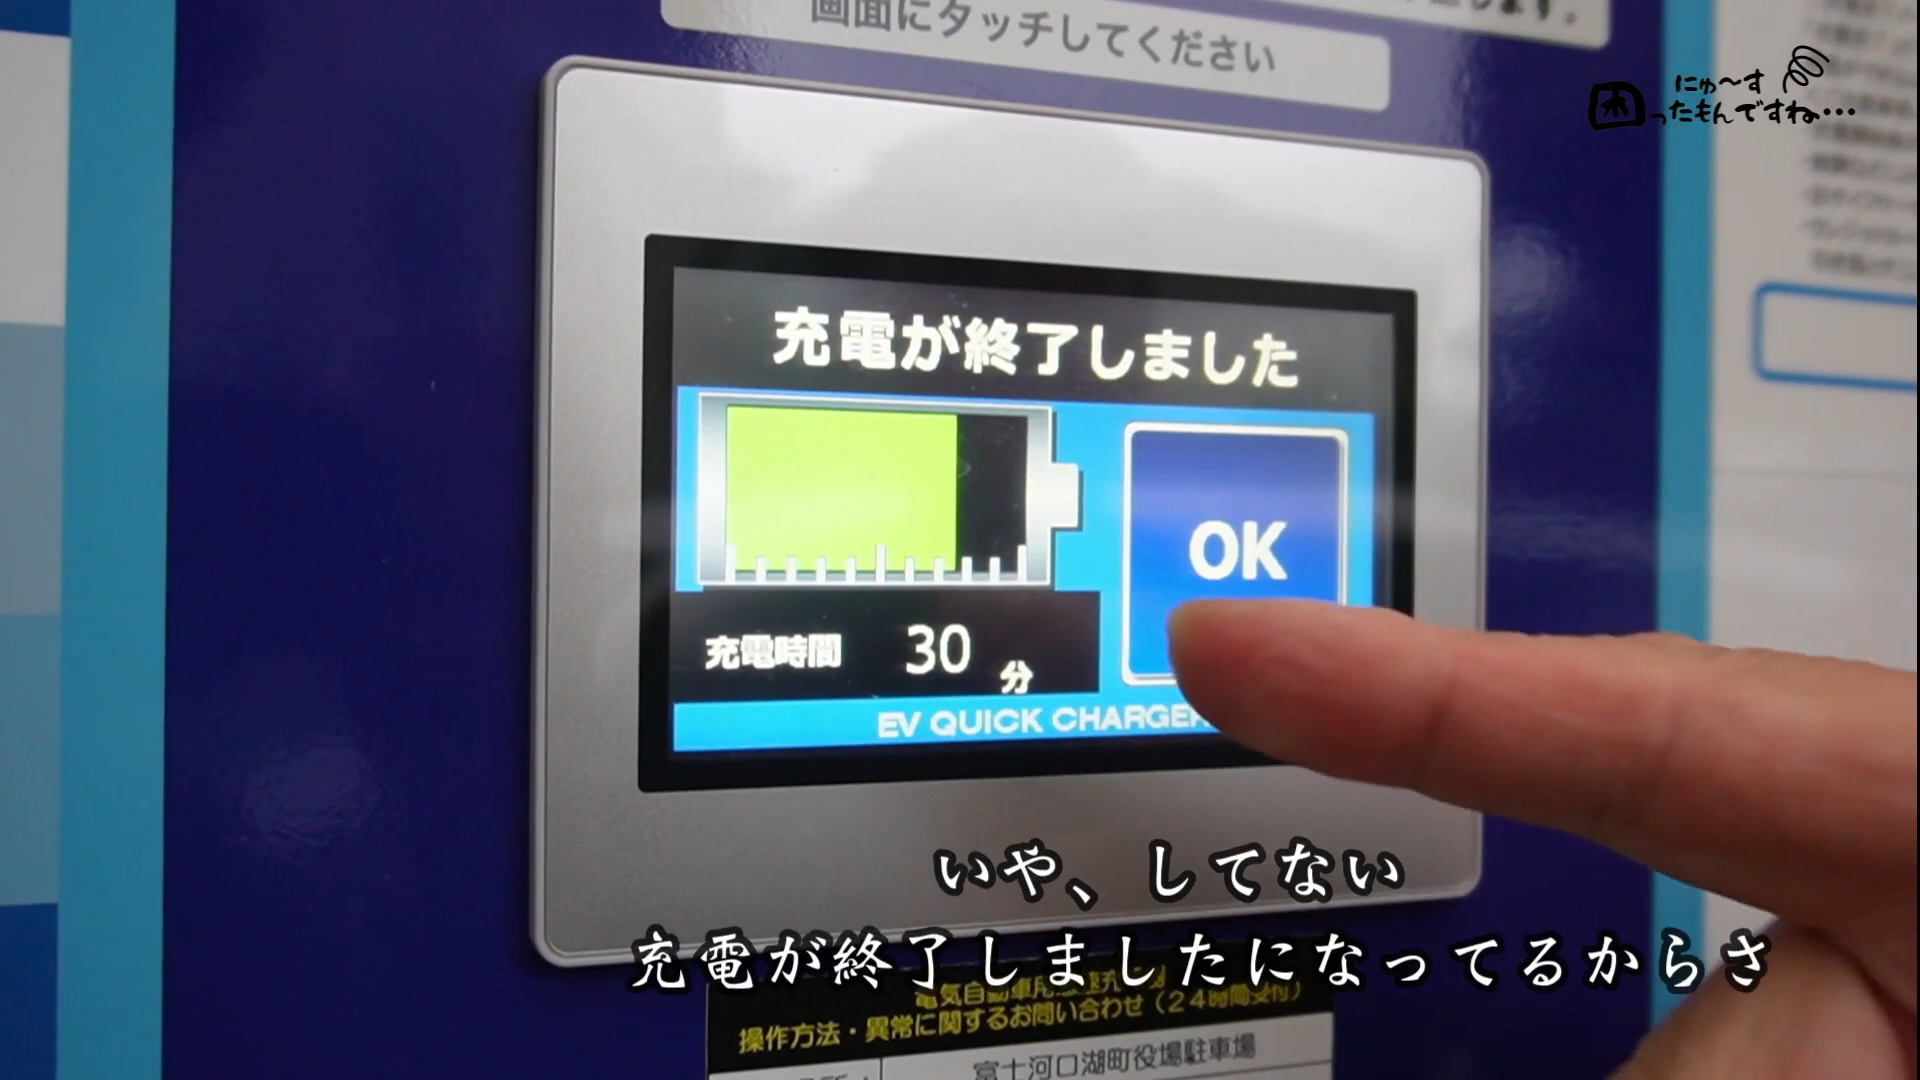 画面にタッチしてください
にゅ～す
困ったもんですね…
充電が終了しました
OK
充電時間 30 分
EV QUICK CHARGER
いや、してない
充電が終了しましたになってるからさ
操作方法・異常に関するお問い合わせ（24時間受付）
富士河口湖町役場駐車場